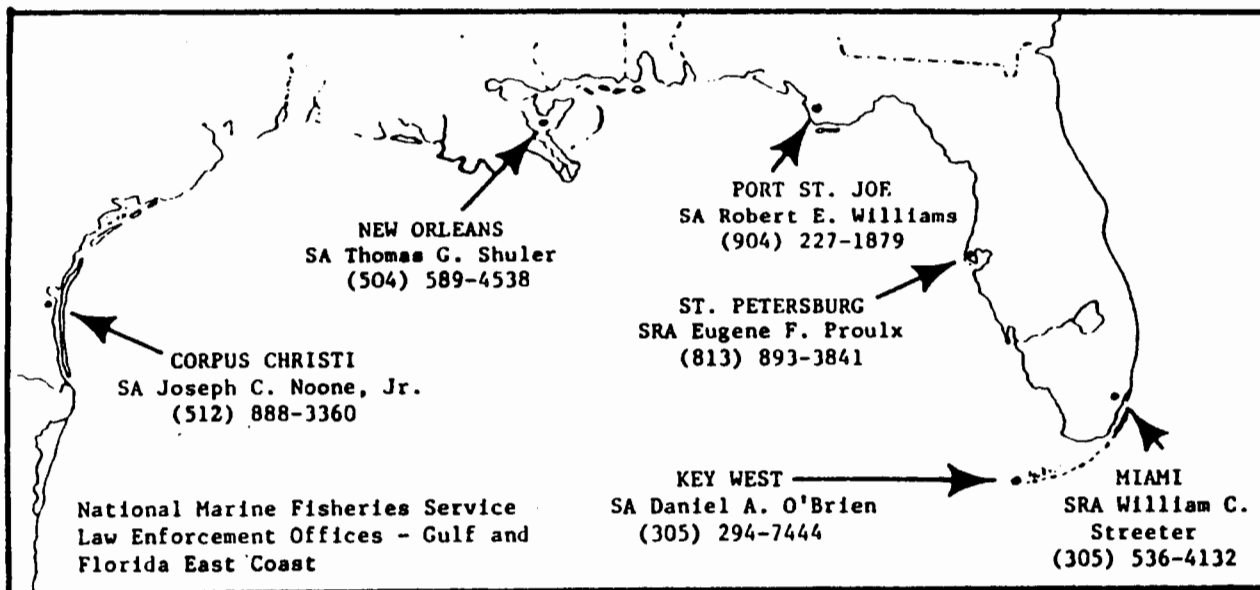 NEW ORLEANS
SA Thomas G. Shuler
(504) 589-4538
PORT ST. JOE
SA Robert E. Williams
(904) 227-1879
ST. PETERSBURG
SRA Eugene F. Proulx
(813) 893-3841
CORPUS CHRISTI
SA Joseph C. Noone, Jr.
(512) 888-3360
KEY WEST
SA Daniel A. O'Brien
(305) 294-7444
MIAMI
SRA William C.
Streeter
(305) 536-4132
National Marine Fisheries Service
Law Enforcement Offices - Gulf and
Florida East Coast